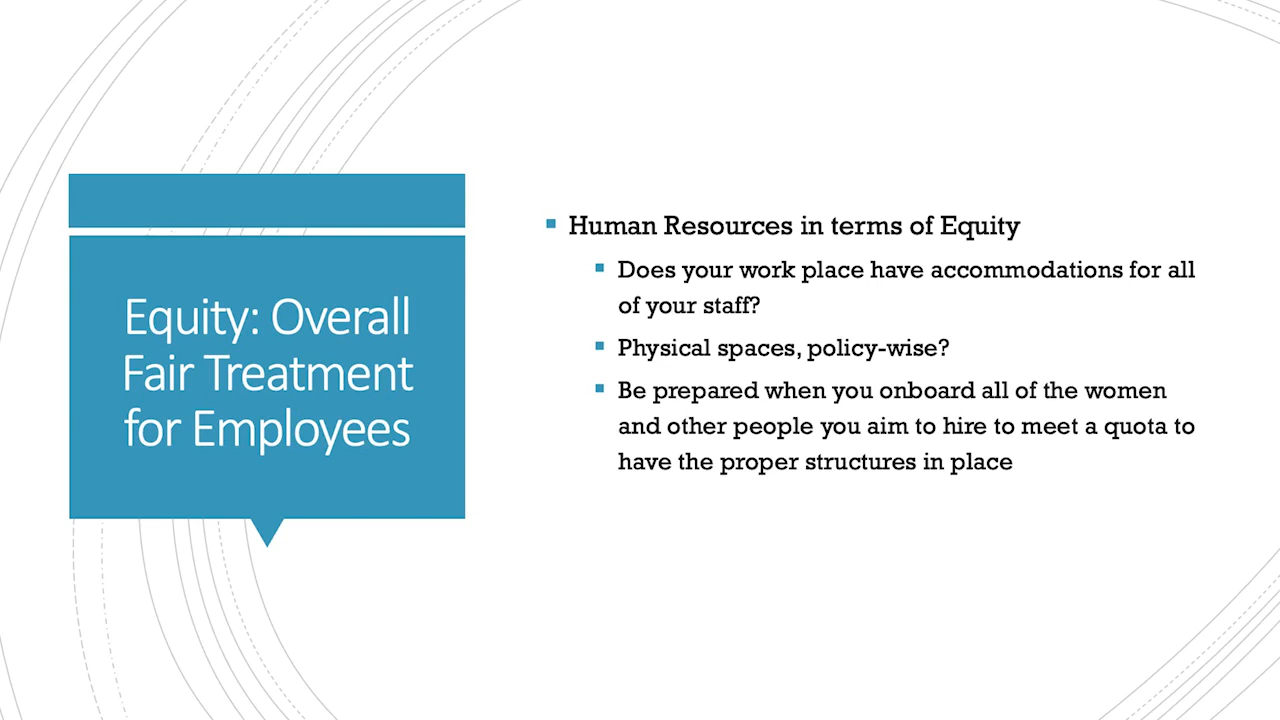 Equity: Overall
Fair Treatment
for Employees
Human Resources in terms of Equity
Does your work place have accommodations for all
of your staff?
Physical spaces, policy-wise?
Be prepared when you onboard all of the women
and other people you aim to hire to meet a quota to
have the proper structures in place